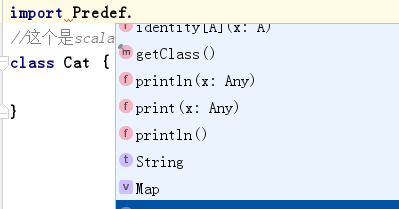 import Predef.
identity[A](x: A)
//这个是scala
getClass()
class Cat {
println(x: Any)
print(x: Any)
}
println()
String
Map